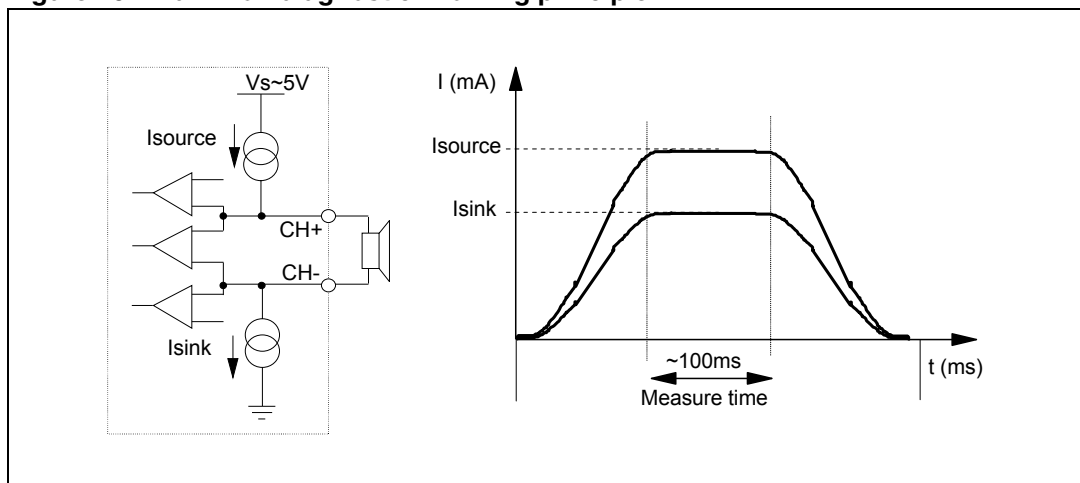 Vs~5V
Isource
CH+
CH-
Isink
I (mA)
Isource
Isink
~100ms
Measure time
t (ms)